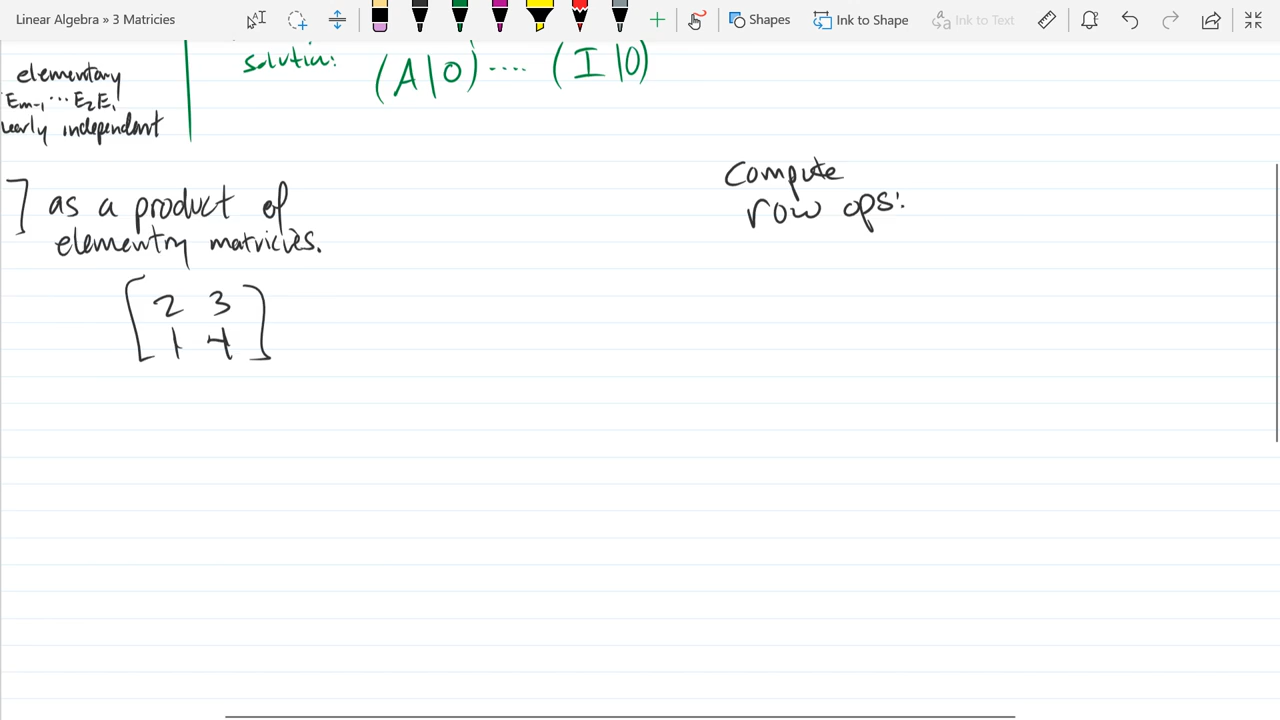 Linear Algebra » 3 Matricies
Shapes
Ink to Shape
Ink to Text
solution:
(A|0) .... (I|0)
elementary
Em-1 ... E2E1
early independent
] as a product of
elementry matricies.
[2 3
1 4]
Compute
row ops: